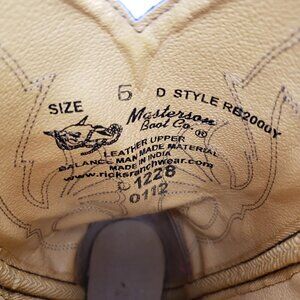 SIZE 6 D STYLE RB2000Y
Masterson
Boot Co.®
LEATHER UPPER
BALANCE MAN MADE MATERIAL
MADE IN INDIA
www.ricksranchwear.com
1228
0112